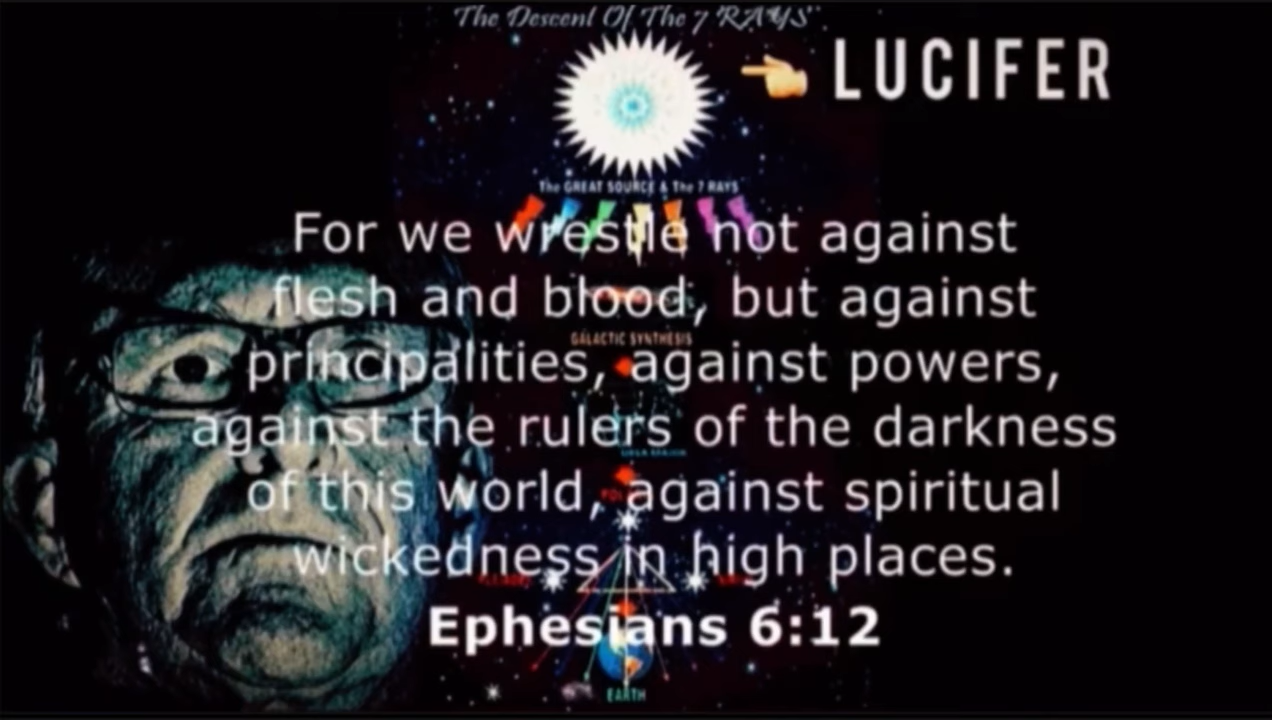 The Descent Of The 7 RAYS
LUCIFER
The GREAT SOURCE & The 7 RAYS
For we wrestle not against
flesh and blood, but against
GALACTIC SYNTHESIS
principalities, against powers,
against the rulers of the darkness
of this world, against spiritual
wickedness in high places.
Ephesians 6:12
EARTH